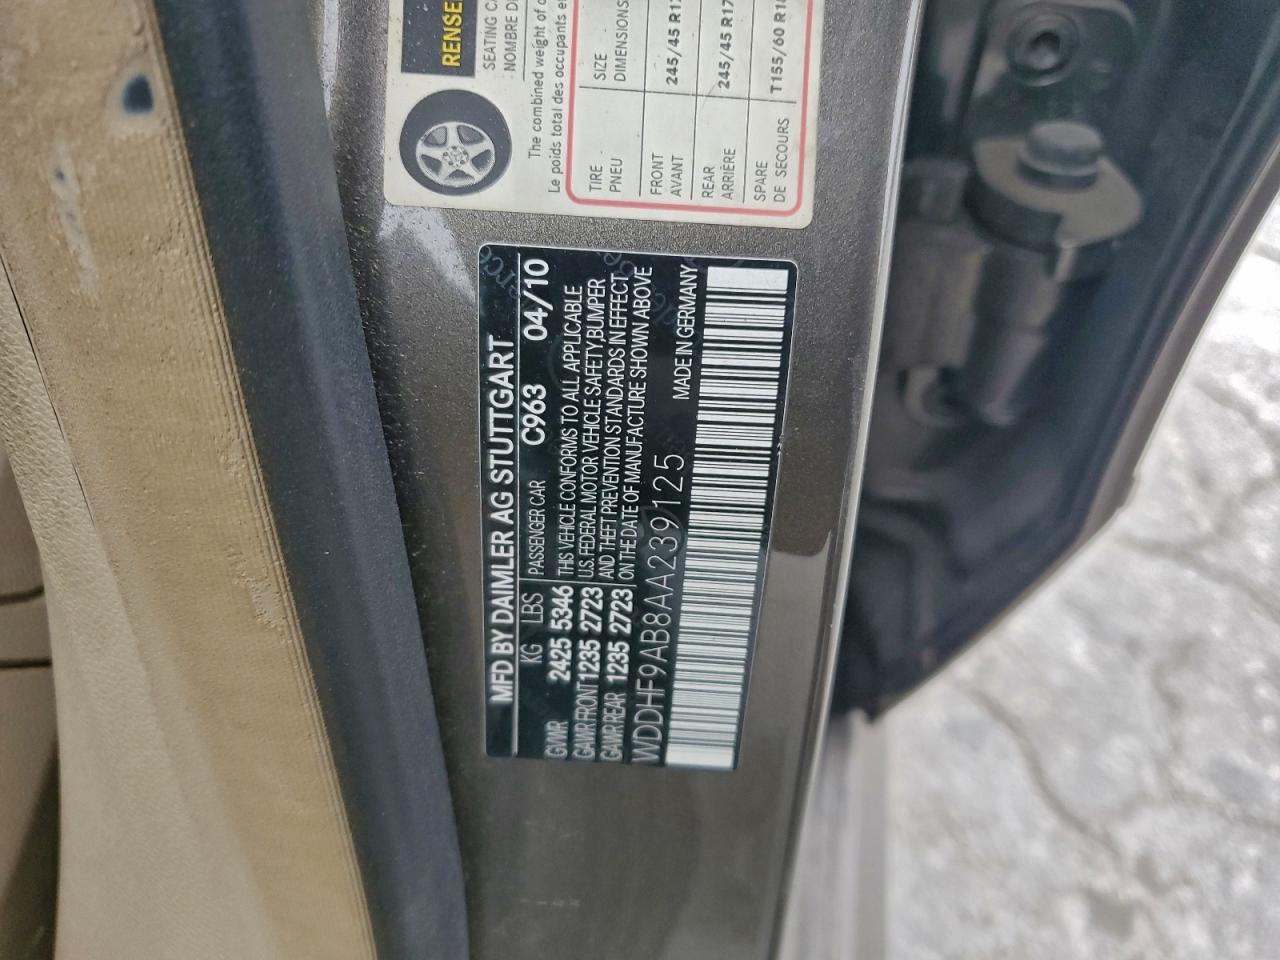 RENSE
SEATING CA
NOMBRE DE
The combined weight of o
Le poids total des occupants e
TIRE SIZE
PNEU DIMENSIONS
FRONT 245/45 R17
AVANT
REAR 245/45 R17
ARRIÈRE
SPARE T155/60 R18
DE SECOURS
MFD BY DAIMLER AG STUTTGART
KG LBS PASSENGER CAR C963 04/10
GVWR 2425 5346 THIS VEHICLE CONFORMS TO ALL APPLICABLE
GAWR FRONT 1235 2723 U.S. FEDERAL MOTOR VEHICLE SAFETY, BUMPER
GAWR REAR 1235 2723 AND THEFT PREVENTION STANDARDS IN EFFECT
ON THE DATE OF MANUFACTURE SHOWN ABOVE
WDDHF9AB8AA239125 MADE IN GERMANY